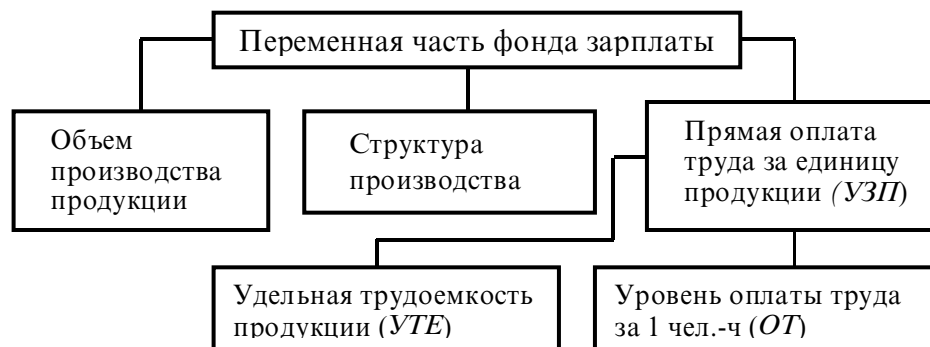 Переменная часть фонда зарплаты
Объем
производства
продукции
Структура
производства
Прямая оплата
труда за единицу
продукции (УЗП)
Удельная трудоемкость
продукции (УТЕ)
Уровень оплаты труда
за 1 чел.-ч (ОТ)